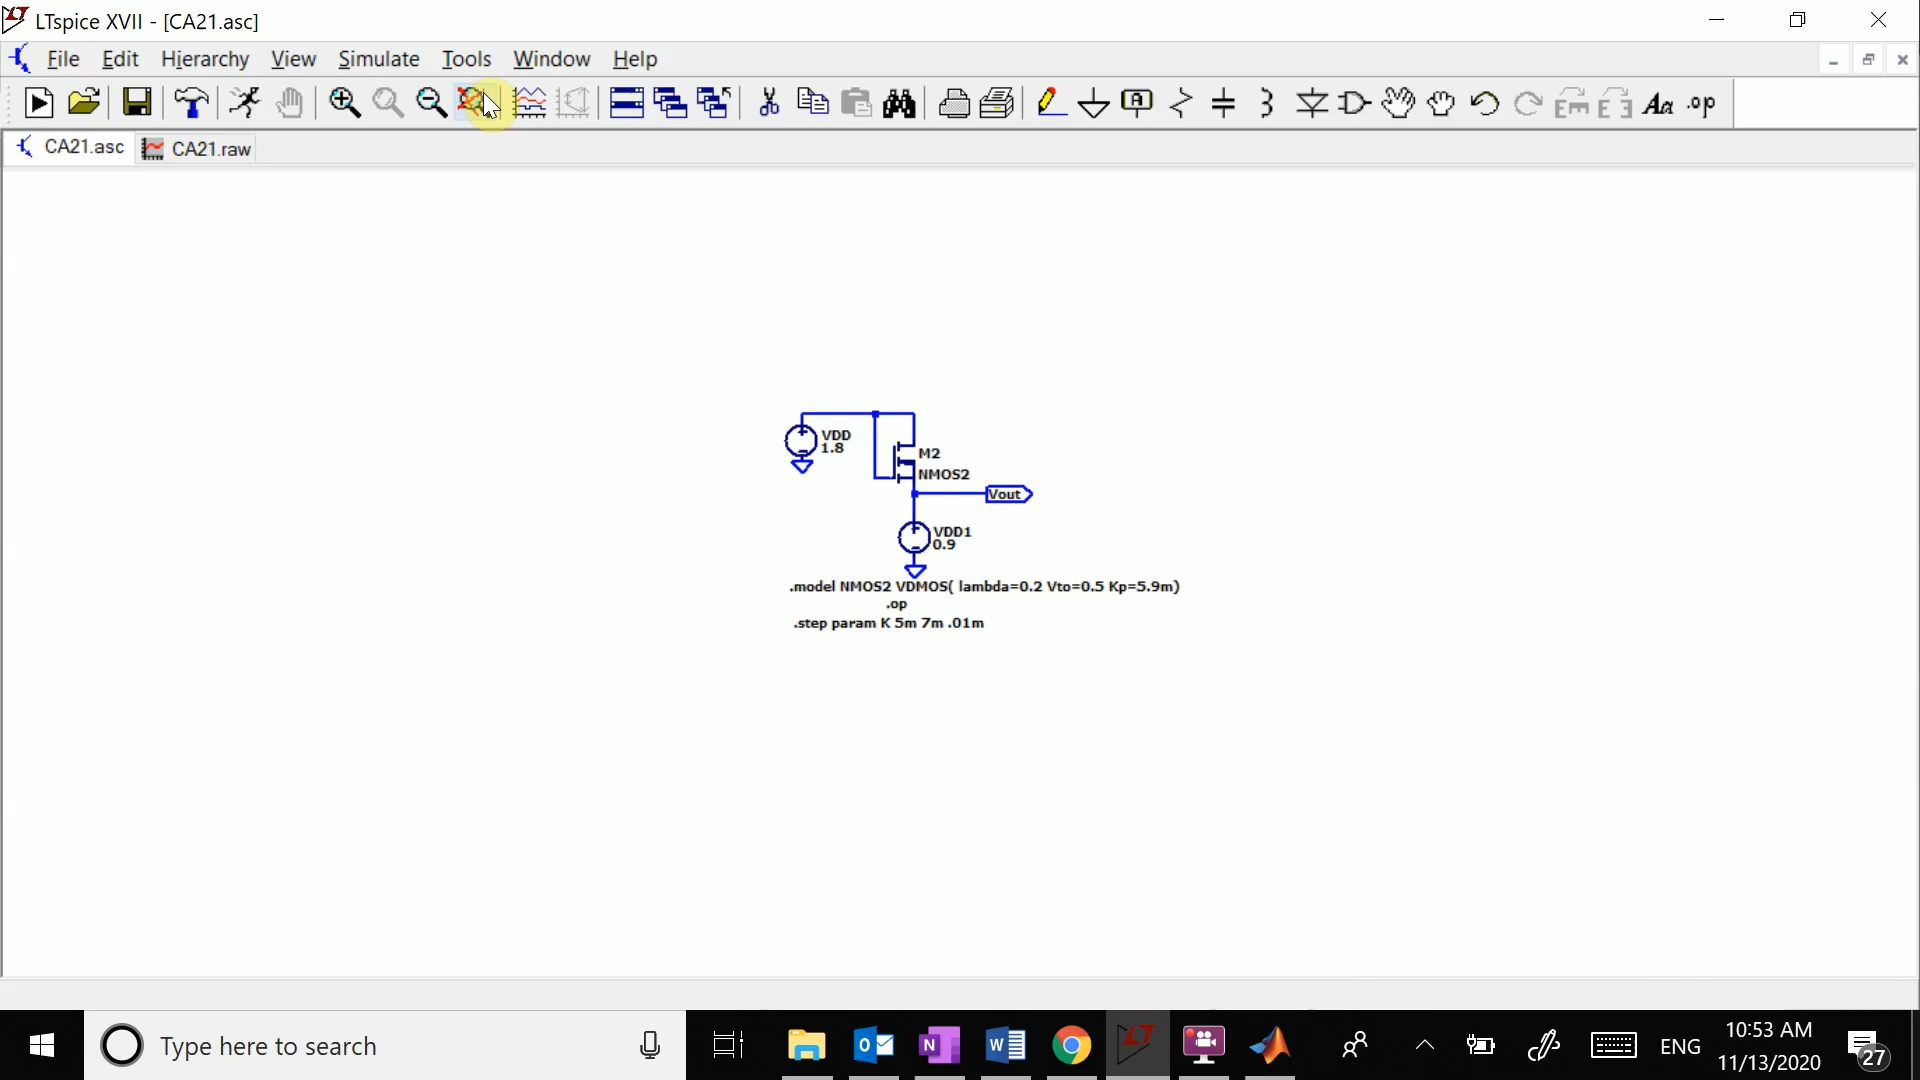 LTspice XVII - [CA21.asc]
File Edit Hierarchy View Simulate Tools Window Help
A Aa .op
CA21.asc CA21.raw
VDD
1.8
M2
NMOS2
Vout
VDD1
0.9
.model NMOS2 VDMOS( lambda=0.2 Vto=0.5 Kp=5.9m)
.op
.step param K 5m 7m .01m
Type here to search
ENG
10:53 AM
11/13/2020
27